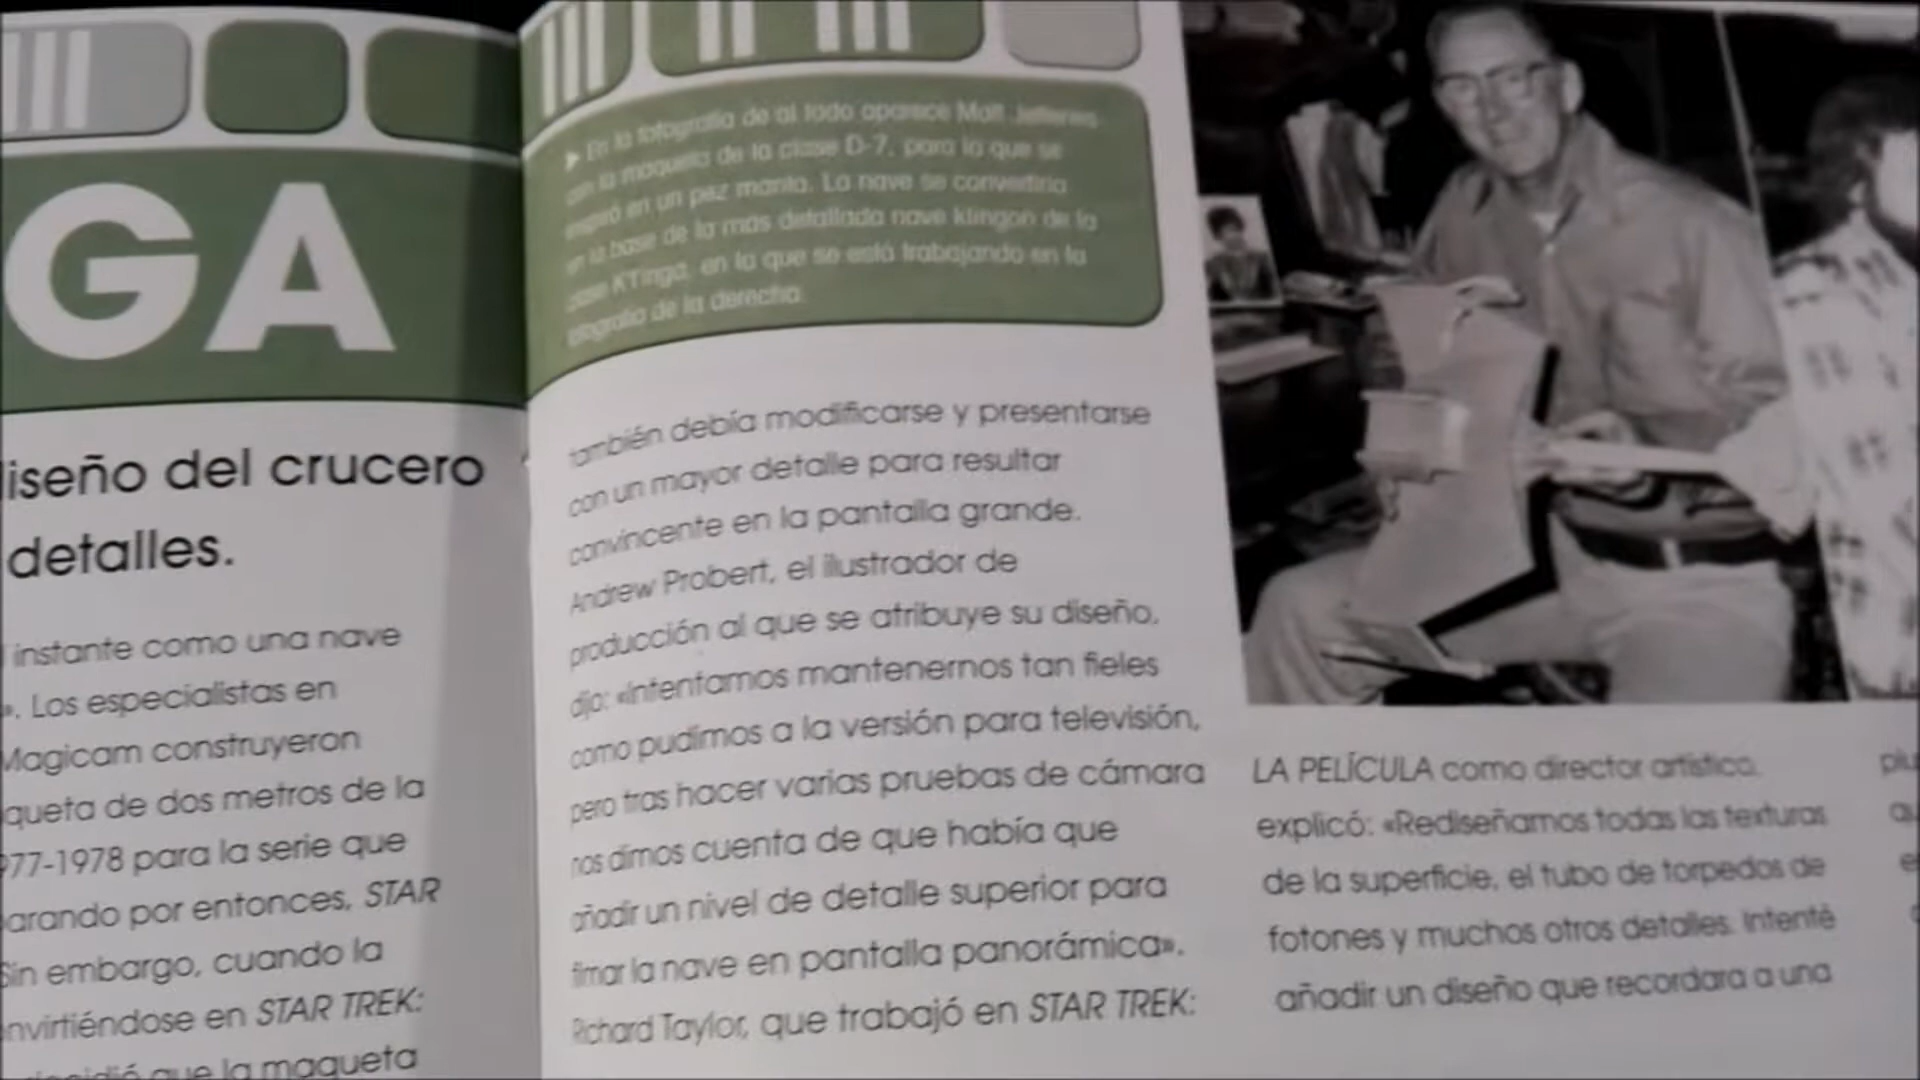 GA
iseño del crucero
detalles.
instante como una nave
». Los especialistas en
Magicam construyeron
queta de dos metros de la
977-1978 para la serie que
arando por entonces, STAR
Sin embargo, cuando la
nvirtiéndose en STAR TREK:
que la maqueta
En la fotografía de al lado aparece Matt Jefferies
con la maqueta de la clase D-7, para la que se
inspiró en un pez manta. La nave se convertiría
en la base de la más detallada nave klingon de la
clase K't'inga, en la que se está trabajando en la
fotografía de la derecha.
también debía modificarse y presentarse
con un mayor detalle para resultar
convincente en la pantalla grande.
Andrew Probert, el ilustrador de
producción al que se atribuye su diseño,
dijo: «Intentamos mantenernos tan fieles
como pudimos a la versión para televisión,
pero tras hacer varias pruebas de cámara
nos dimos cuenta de que había que
añadir un nivel de detalle superior para
filmar la nave en pantalla panorámica».
Richard Taylor, que trabajó en STAR TREK:
LA PELÍCULA como director artístico,
explicó: «Rediseñamos todas las texturas
de la superficie, el tubo de torpedos de
fotones y muchos otros detalles. Intenté
añadir un diseño que recordara a una